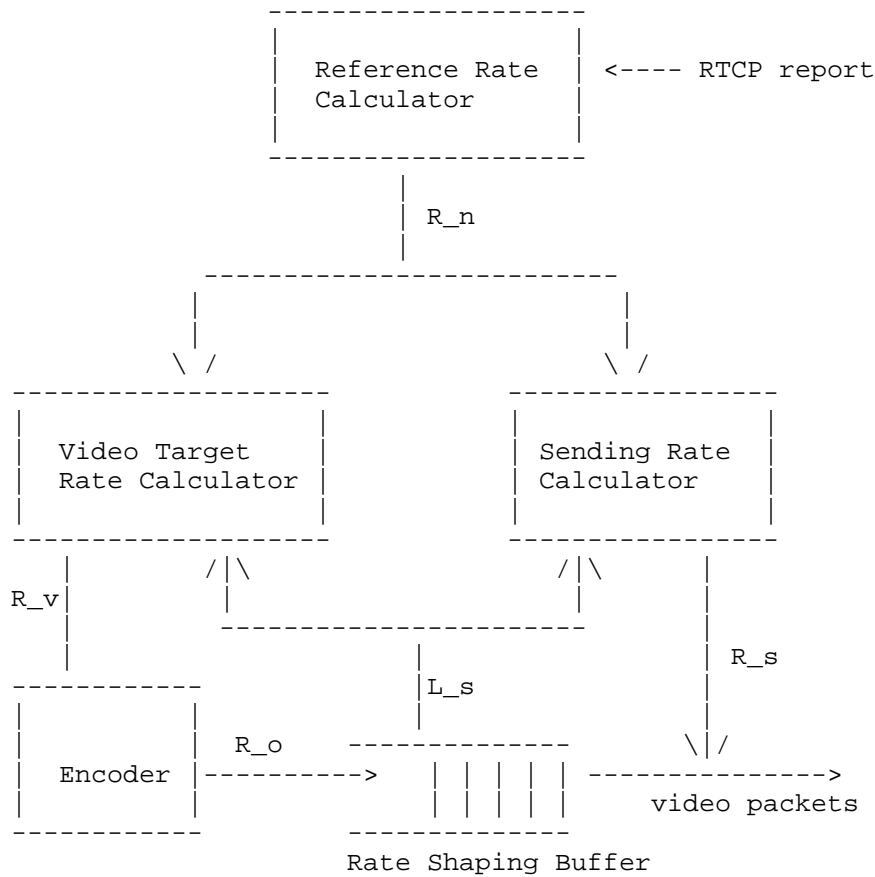 Reference Rate <---- RTCP report
Calculator
R_n
Video Target Sending Rate
Rate Calculator Calculator
R_v
R_s
L_s
R_o
Encoder
video packets
Rate Shaping Buffer